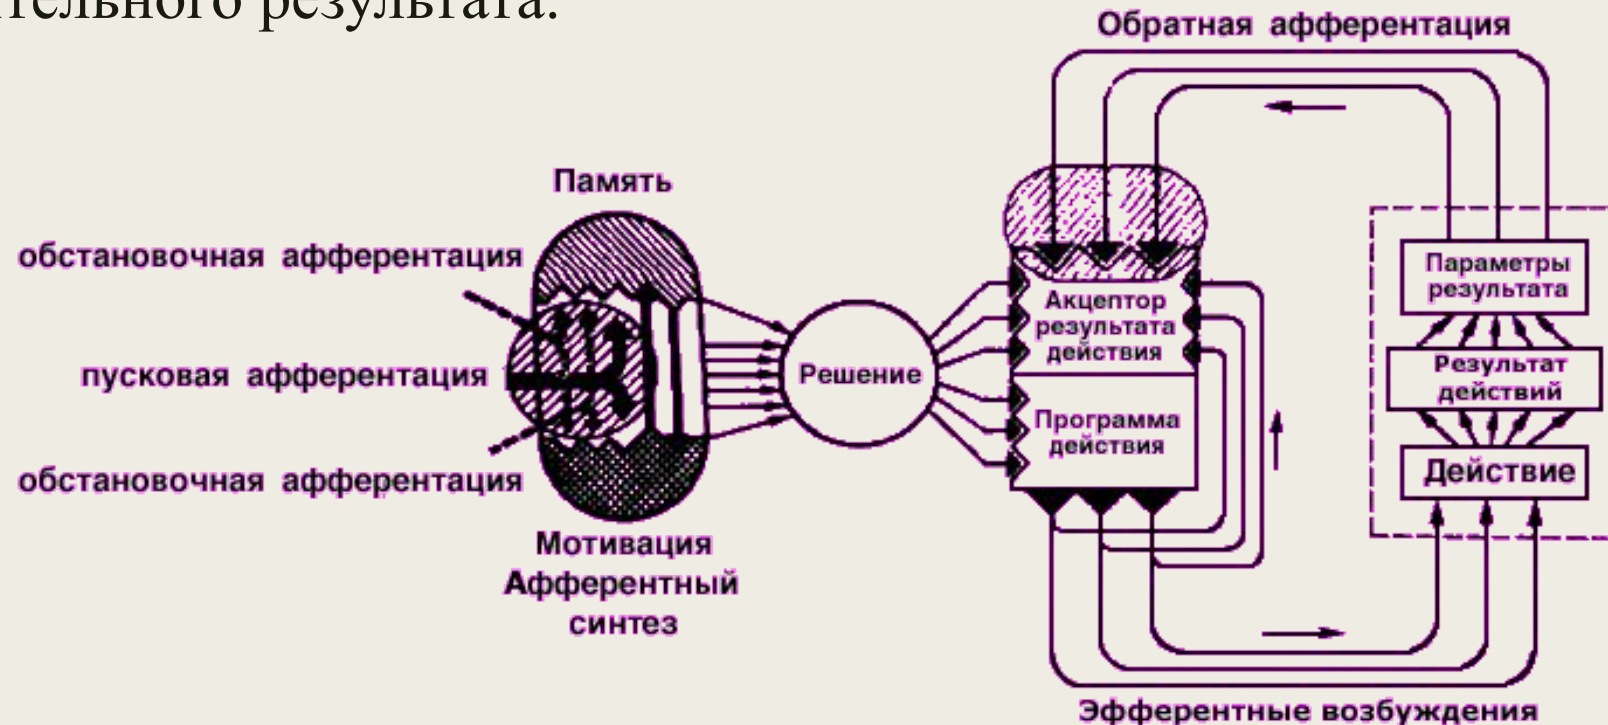 результата.
Обратная афферентация
Память
обстановочная афферентация
пусковая афферентация
обстановочная афферентация
Мотивация
Афферентный
синтез
Решение
Акцептор
результата
действия
Программа
действия
Параметры
результата
Результат
действий
Действие
Эфферентные возбуждения